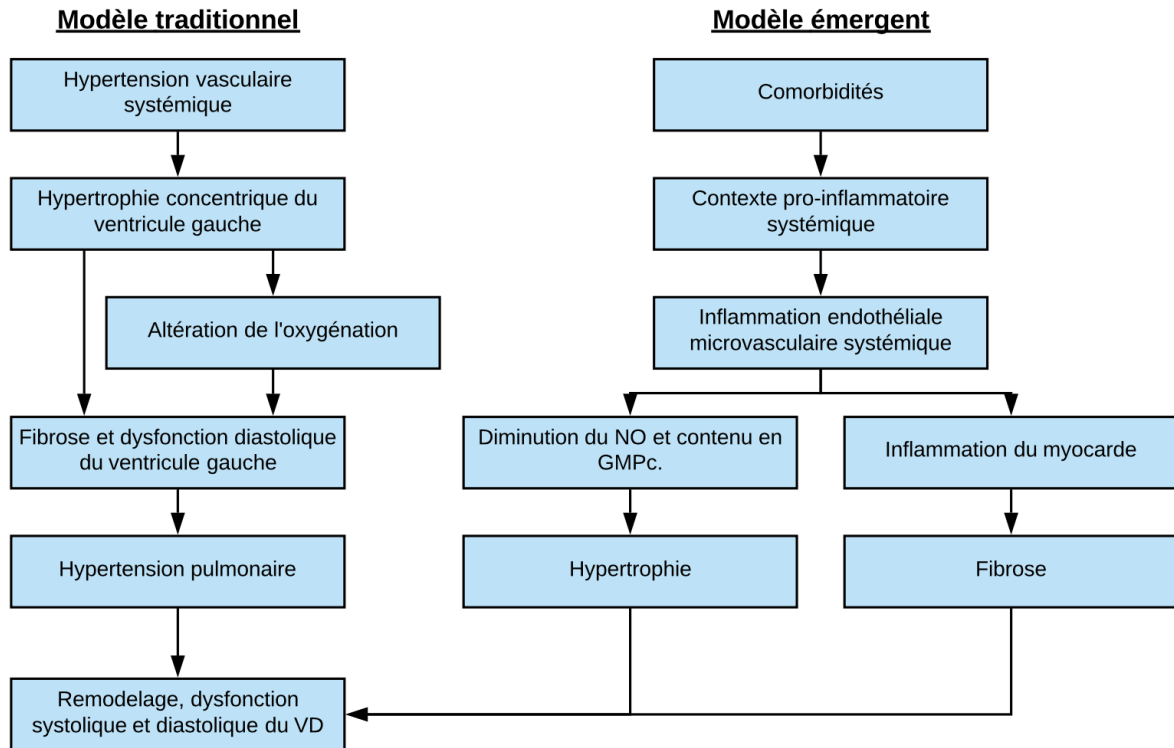 Modèle traditionnel
Hypertension vasculaire
systémique
Hypertrophie concentrique du
ventricule gauche
Altération de l'oxygénation
Fibrose et dysfonction diastolique
du ventricule gauche
Hypertension pulmonaire
Remodelage, dysfonction
systolique et diastolique du VD
Modèle émergent
Comorbidités
Contexte pro-inflammatoire
systémique
Inflammation endothéliale
microvasculaire systémique
Diminution du NO et contenu en
GMPc.
Inflammation du myocarde
Hypertrophie
Fibrose